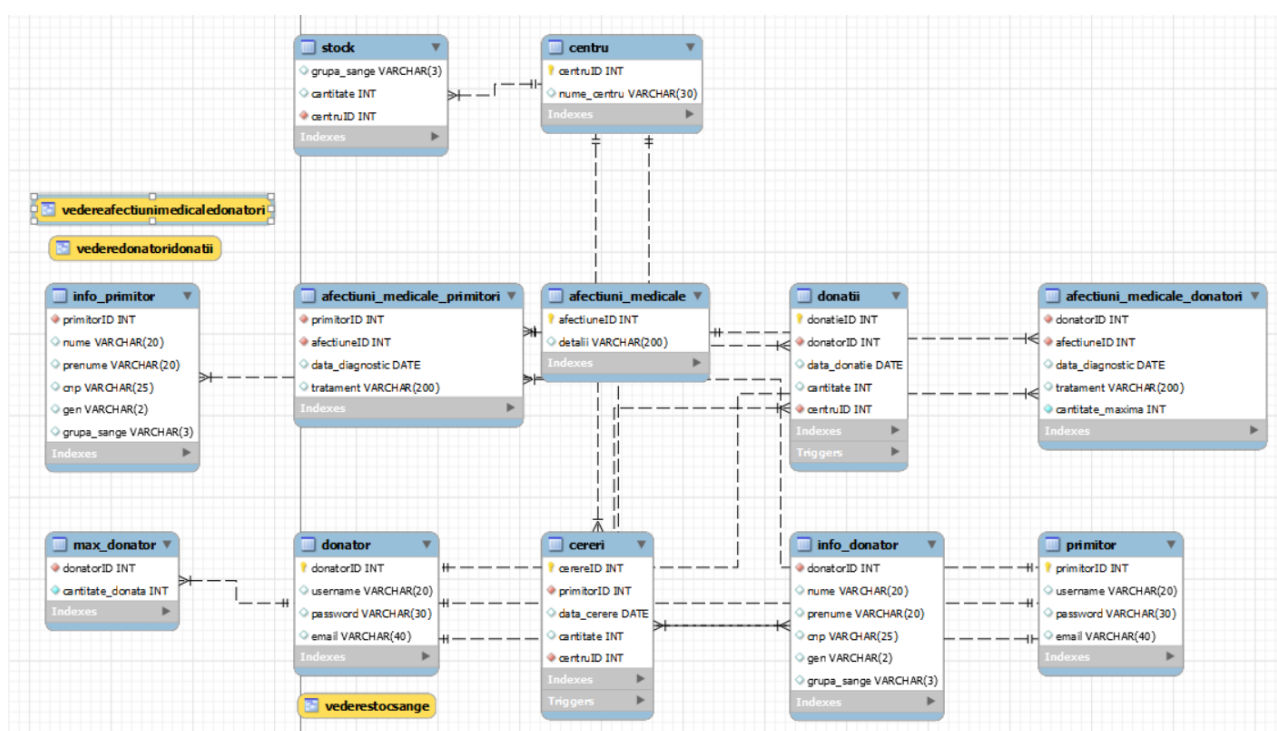 stock
grupa_sange VARCHAR(3)
cantitate INT
centruID INT
Indexes
centru
centruID INT
nume_centru VARCHAR(30)
Indexes
vedereafectiunimedicaledonatori
vederedonatoridonatii
info_primitor
primitorID INT
nume VARCHAR(20)
prenume VARCHAR(20)
cnp VARCHAR(25)
gen VARCHAR(2)
grupa_sange VARCHAR(3)
Indexes
afectiuni_medicale_primitori
primitorID INT
afectiuneID INT
data_diagnostic DATE
tratament VARCHAR(200)
Indexes
afectiuni_medicale
afectiuneID INT
detalii VARCHAR(200)
Indexes
donatii
donatieID INT
donatorID INT
data_donatie DATE
cantitate INT
centruID INT
Indexes
Triggers
afectiuni_medicale_donatori
donatorID INT
afectiuneID INT
data_diagnostic DATE
tratament VARCHAR(200)
cantitate_maxima INT
Indexes
max_donator
donatorID INT
cantitate_donata INT
Indexes
donator
donatorID INT
username VARCHAR(20)
password VARCHAR(30)
email VARCHAR(40)
Indexes
vederestocsange
cereri
cerereID INT
primitorID INT
data_cerere DATE
cantitate INT
centruID INT
Indexes
Triggers
info_donator
donatorID INT
nume VARCHAR(20)
prenume VARCHAR(20)
cnp VARCHAR(25)
gen VARCHAR(2)
grupa_sange VARCHAR(3)
Indexes
primitor
primitorID INT
username VARCHAR(20)
password VARCHAR(30)
email VARCHAR(40)
Indexes